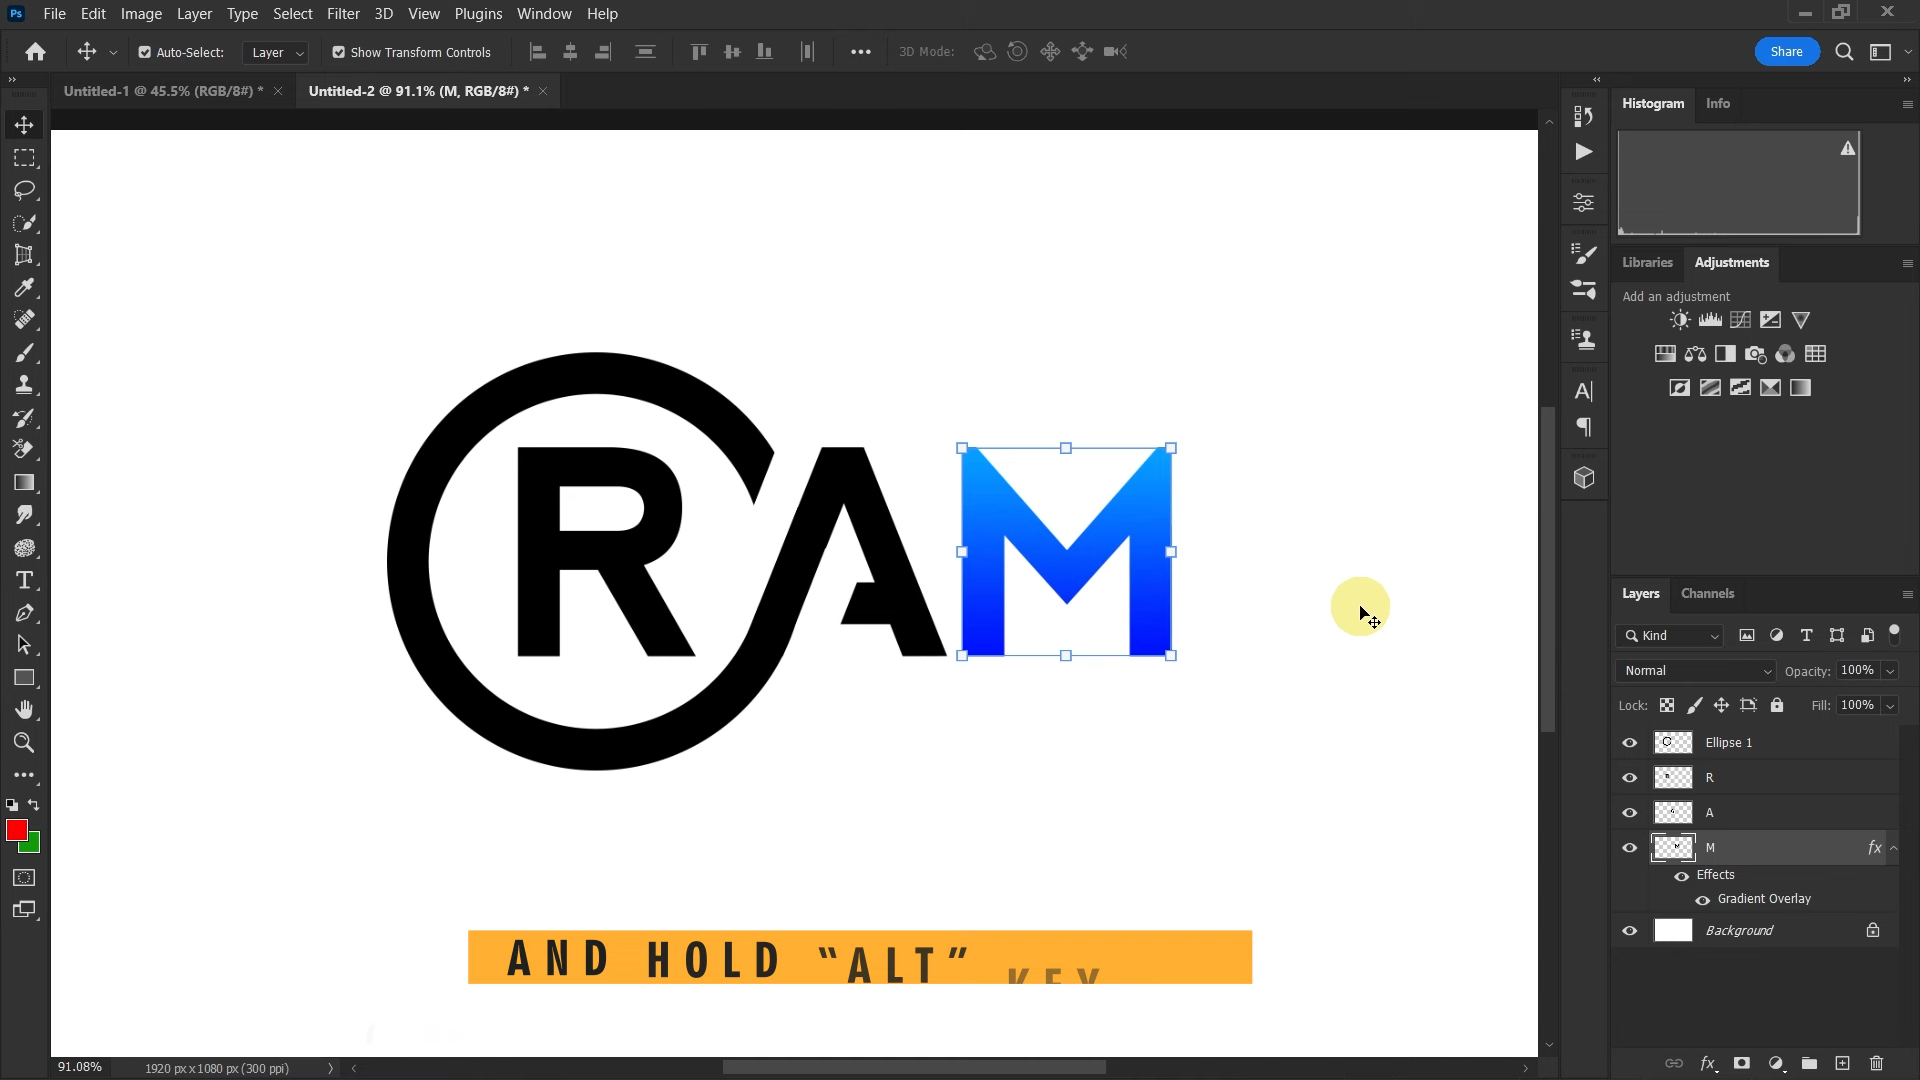 Ps File Edit Image Layer Type Select Filter 3D View Plugins Window Help
Auto-Select: Layer Show Transform Controls 3D Mode: Share
Untitled-1 @ 45.5% (RGB/8#) * Untitled-2 @ 91.1% (M, RGB/8#) *
Histogram Info
Libraries Adjustments
Add an adjustment
RAM
Layers Channels
Kind
Normal Opacity: 100%
Lock: Fill: 100%
Ellipse 1
R
A
M fx
Effects
Gradient Overlay
Background
AND HOLD “ALT” KEY
91.08% 1920 px x 1080 px (300 ppi)